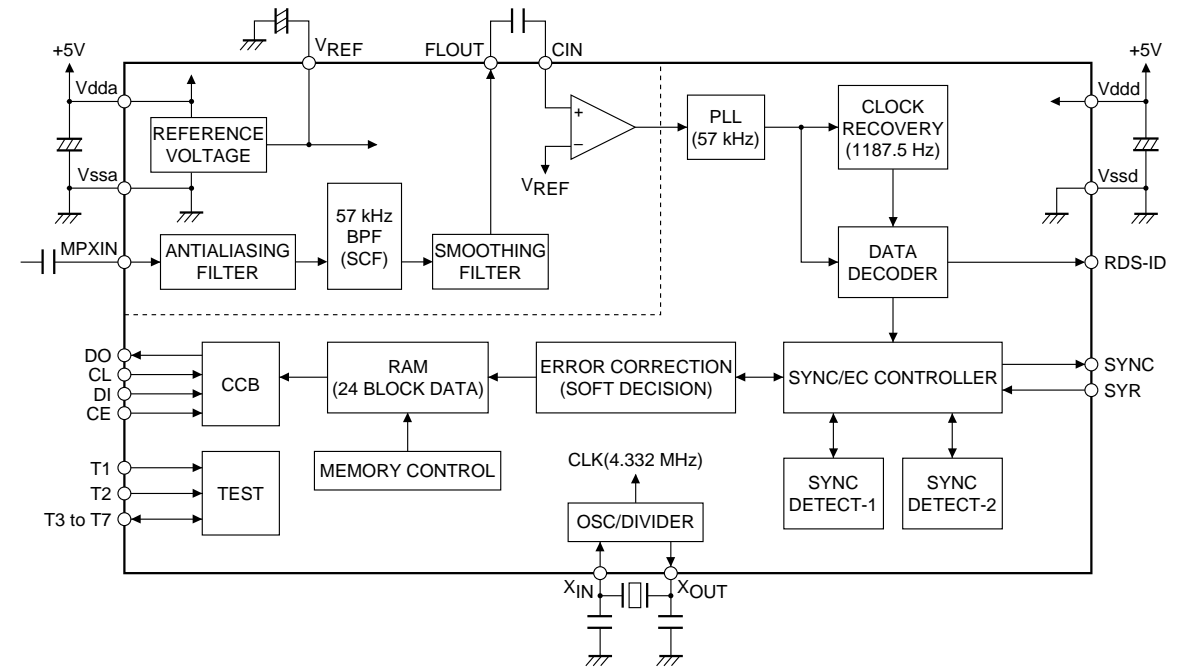 VREF
FLOUT
CIN
+5V
+5V
Vdda
Vddd
REFERENCE
VOLTAGE
+
–
VREF
PLL
(57 kHz)
CLOCK
RECOVERY
(1187.5 Hz)
Vssa
Vssd
MPXIN
ANTIALIASING
FILTER
57 kHz
BPF
(SCF)
SMOOTHING
FILTER
DATA
DECODER
RDS-ID
DO
CL
DI
CE
CCB
RAM
(24 BLOCK DATA)
ERROR CORRECTION
(SOFT DECISION)
SYNC/EC CONTROLLER
SYNC
SYR
T1
T2
T3 to T7
TEST
MEMORY CONTROL
CLK(4.332 MHz)
OSC/DIVIDER
SYNC
DETECT-1
SYNC
DETECT-2
XIN
XOUT